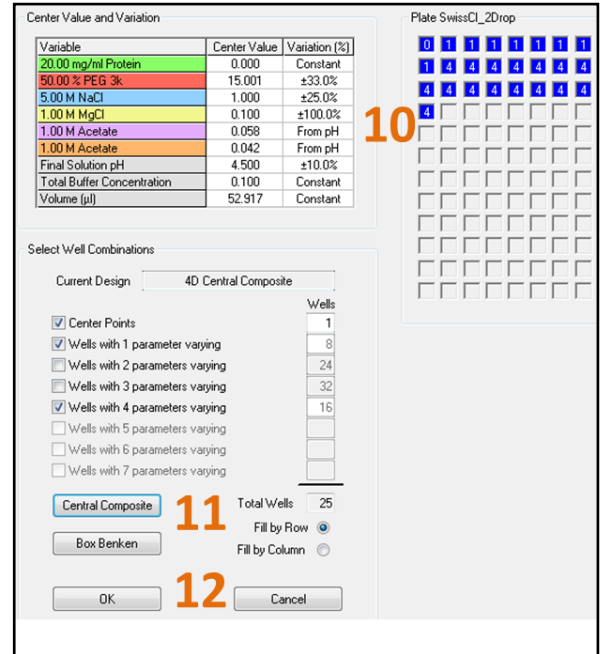 Center Value and Variation
Variable Center Value Variation (%)
20.00 mg/ml Protein 0.000 Constant
50.00 % PEG 3k 15.001 ±33.0%
5.00 M NaCl 1.000 ±25.0%
1.00 M MgCl 0.100 ±100.0%
1.00 M Acetate 0.058 From pH
1.00 M Acetate 0.042 From pH
Final Solution pH 4.500 ±10.0%
Total Buffer Concentration 0.100 Constant
Volume (µl) 52.917 Constant
10
Plate SwissCI_2Drop
0 1 1 1 1 1 1 1
1 4 4 4 4 4 4 4
4 4 4 4 4 4 4 4
4
Select Well Combinations
Current Design 4D Central Composite
Wells
Center Points 1
Wells with 1 parameter varying 8
Wells with 2 parameters varying 24
Wells with 3 parameters varying 32
Wells with 4 parameters varying 16
Wells with 5 parameters varying
Wells with 6 parameters varying
Wells with 7 parameters varying
Central Composite 11 Total Wells 25
Fill by Row
Box Benken Fill by Column
OK 12 Cancel